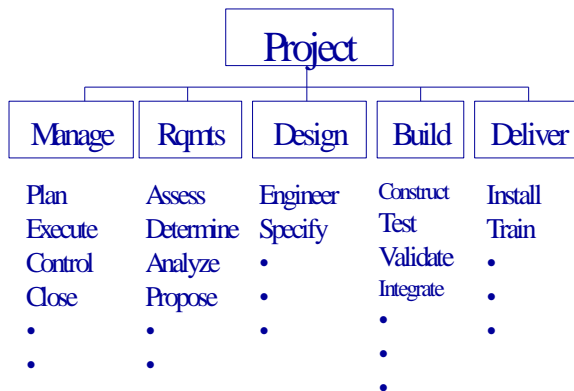 Project
Manage Rqmts Design Build Deliver
Plan
Execute
Control
Close
•
•
Assess
Determine
Analyze
Propose
•
•
Engineer
Specify
•
•
•
Construct
Test
Validate
Integrate
•
•
•
Install
Train
•
•
•